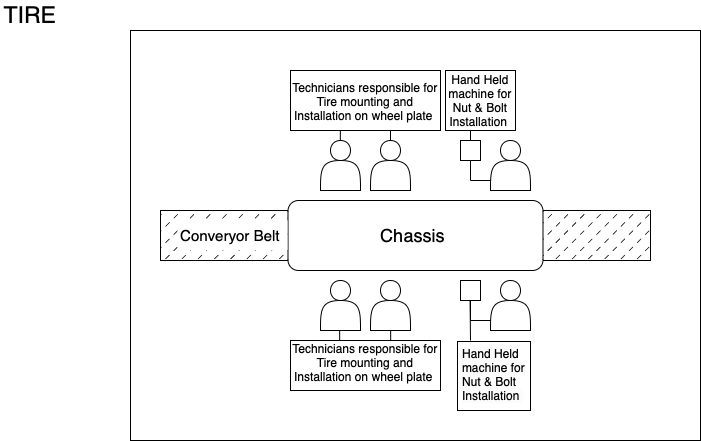 TIRE
Technicians responsible for
Tire mounting and
Installation on wheel plate
Hand Held
machine for
Nut & Bolt
Installation
Converyor Belt
Chassis
Technicians responsible for
Tire mounting and
Installation on wheel plate
Hand Held
machine for
Nut & Bolt
Installation